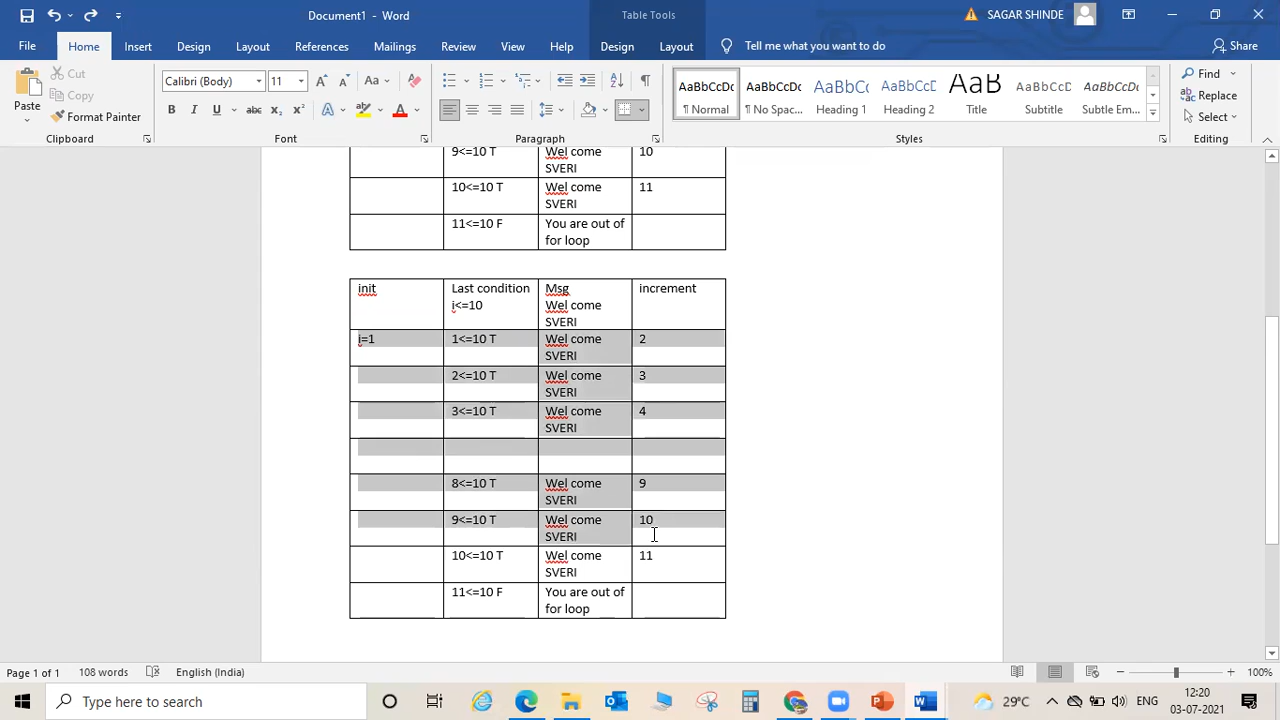 Document1 - Word
Table Tools
SAGAR SHINDE
File Home Insert Design Layout References Mailings Review View Help Design Layout Tell me what you want to do Share
Paste
Cut
Copy
Format Painter
Clipboard
Calibri (Body) 11
Font
Paragraph
AaBbCcDc AaBbCcDc AaBbCc AaBbCcD AaB AaBbCcD AaBbCcDc
¶ Normal ¶ No Spac... Heading 1 Heading 2 Title Subtitle Subtle Em...
Styles
Find
Replace
Select
Editing
9<=10 T Wel come SVERI 10
10<=10 T Wel come SVERI 11
11<=10 F You are out of for loop
init Last condition i<=10 Msg Wel come SVERI increment
i=1 1<=10 T Wel come SVERI 2
2<=10 T Wel come SVERI 3
3<=10 T Wel come SVERI 4
8<=10 T Wel come SVERI 9
9<=10 T Wel come SVERI 10
10<=10 T Wel come SVERI 11
11<=10 F You are out of for loop
Page 1 of 1 108 words English (India) 100%
Type here to search
29°C
12:20
03-07-2021